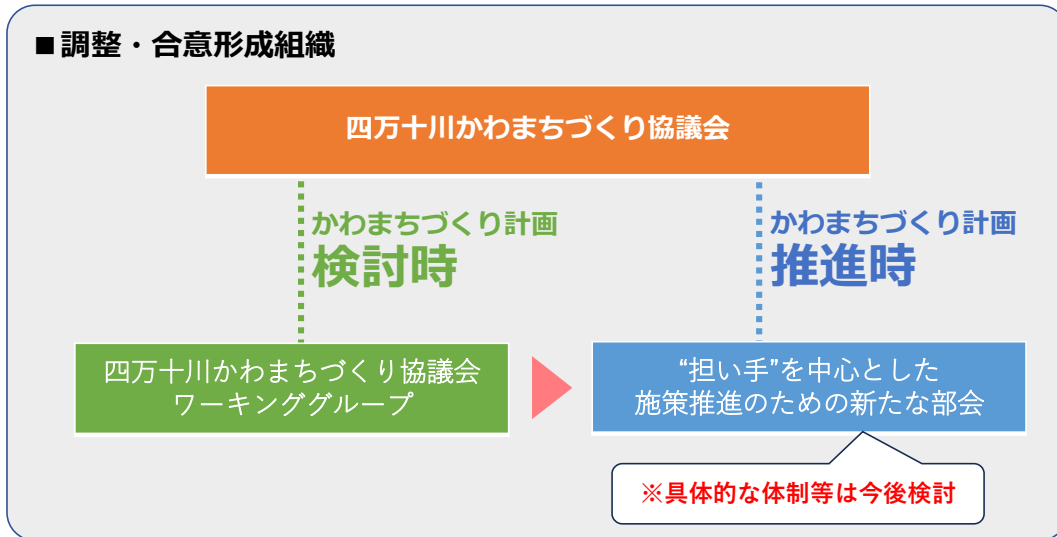 ■調整・合意形成組織
四万十川かわまちづくり協議会
かわまちづくり計画
検討時
かわまちづくり計画
推進時
四万十川かわまちづくり協議会
ワーキンググループ
“担い手”を中心とした
施策推進のための新たな部会
※具体的な体制等は今後検討